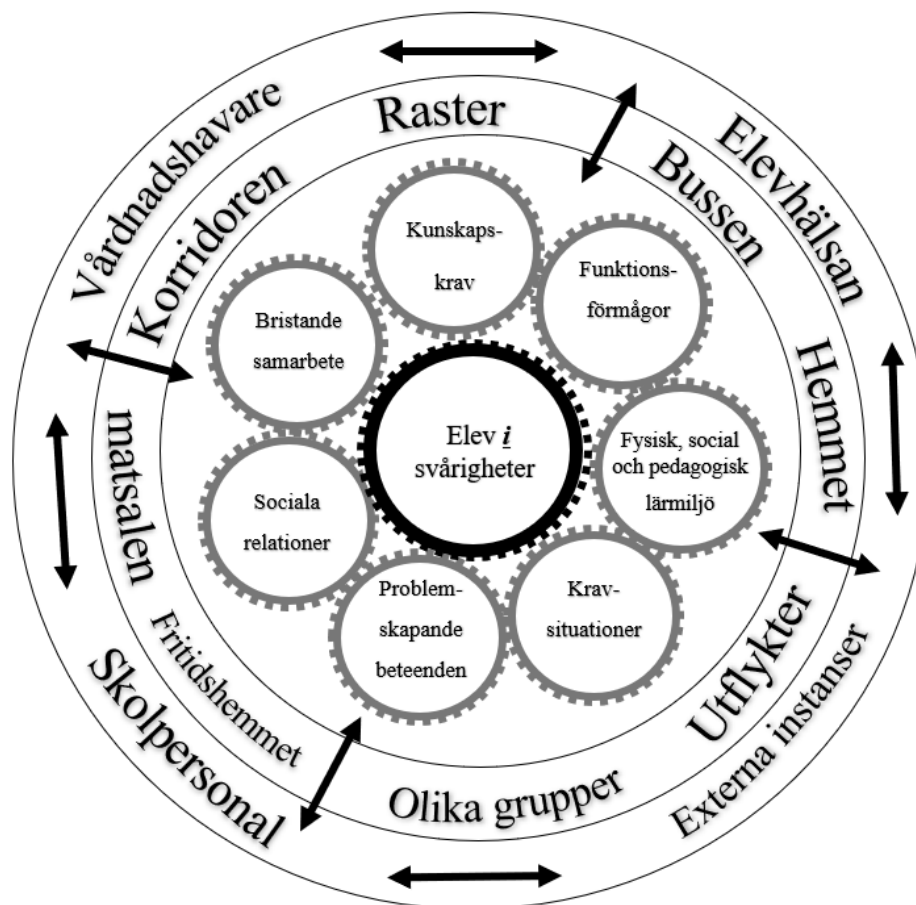 Vårdnadshavare
Elevhälsan
Externa instanser
Skolpersonal
Raster
Bussen
Hemmet
Utflykter
Olika grupper
Fritidshemmet
matsalen
Korridoren
Kunskaps-
krav
Funktions-
förmågor
Fysisk, social
och pedagogisk
lärmiljö
Krav-
situationer
Problem-
skapande
beteenden
Sociala
relationer
Bristande
samarbete
Elev i
svårigheter